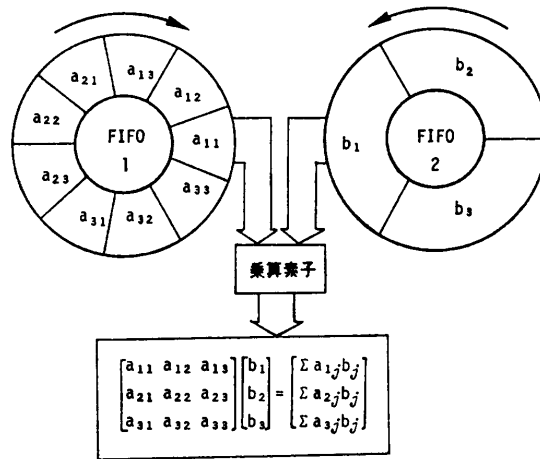 a21 a13
a22 a12
FIFO
1
a11
a23 a33
a31 a32
b2
b1
FIFO
2
b3
乗算素子
[a11 a12 a13] [b1] = [Σ a1jbj]
[a21 a22 a23] [b2] = [Σ a2jbj]
[a31 a32 a33] [b3] = [Σ a3jbj]